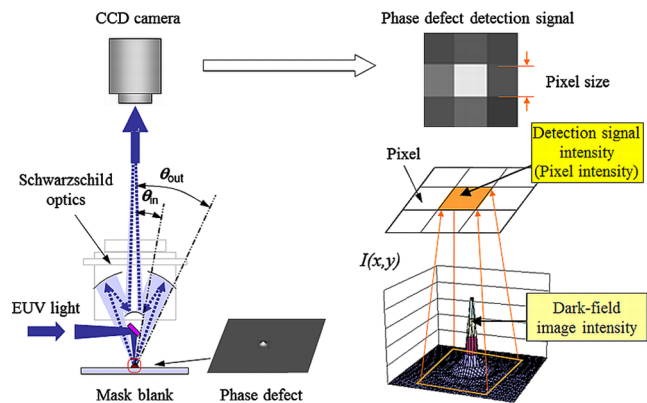 CCD camera
Phase defect detection signal
Pixel size
Detection signal
intensity
(Pixel intensity)
Pixel
θout
θin
Schwarzschild
optics
I(x,y)
EUV light
Dark-field
image intensity
Mask blank
Phase defect